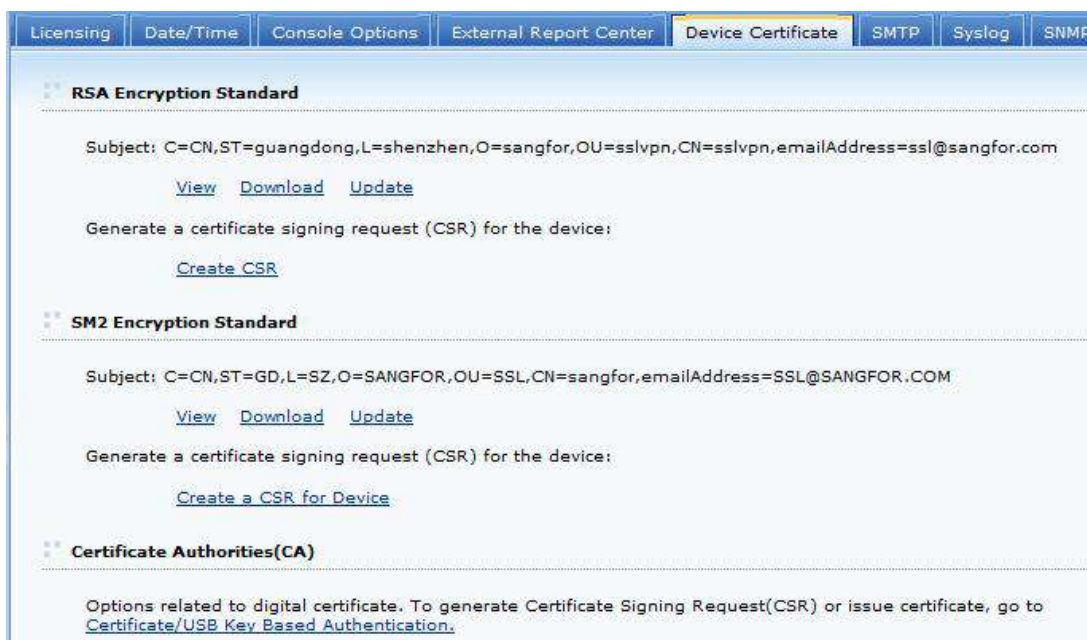 Licensing Date/Time Console Options External Report Center Device Certificate SMTP Syslog SNMP
RSA Encryption Standard
Subject: C=CN,ST=guangdong,L=shenzhen,O=sangfor,OU=sslvpn,CN=sslvpn,emailAddress=ssl@sangfor.com
View Download Update
Generate a certificate signing request (CSR) for the device:
Create CSR
SM2 Encryption Standard
Subject: C=CN,ST=GD,L=SZ,O=SANGFOR,OU=SSL,CN=sangfor,emailAddress=SSL@SANGFOR.COM
View Download Update
Generate a certificate signing request (CSR) for the device:
Create a CSR for Device
Certificate Authorities(CA)
Options related to digital certificate. To generate Certificate Signing Request(CSR) or issue certificate, go to
Certificate/USB Key Based Authentication.